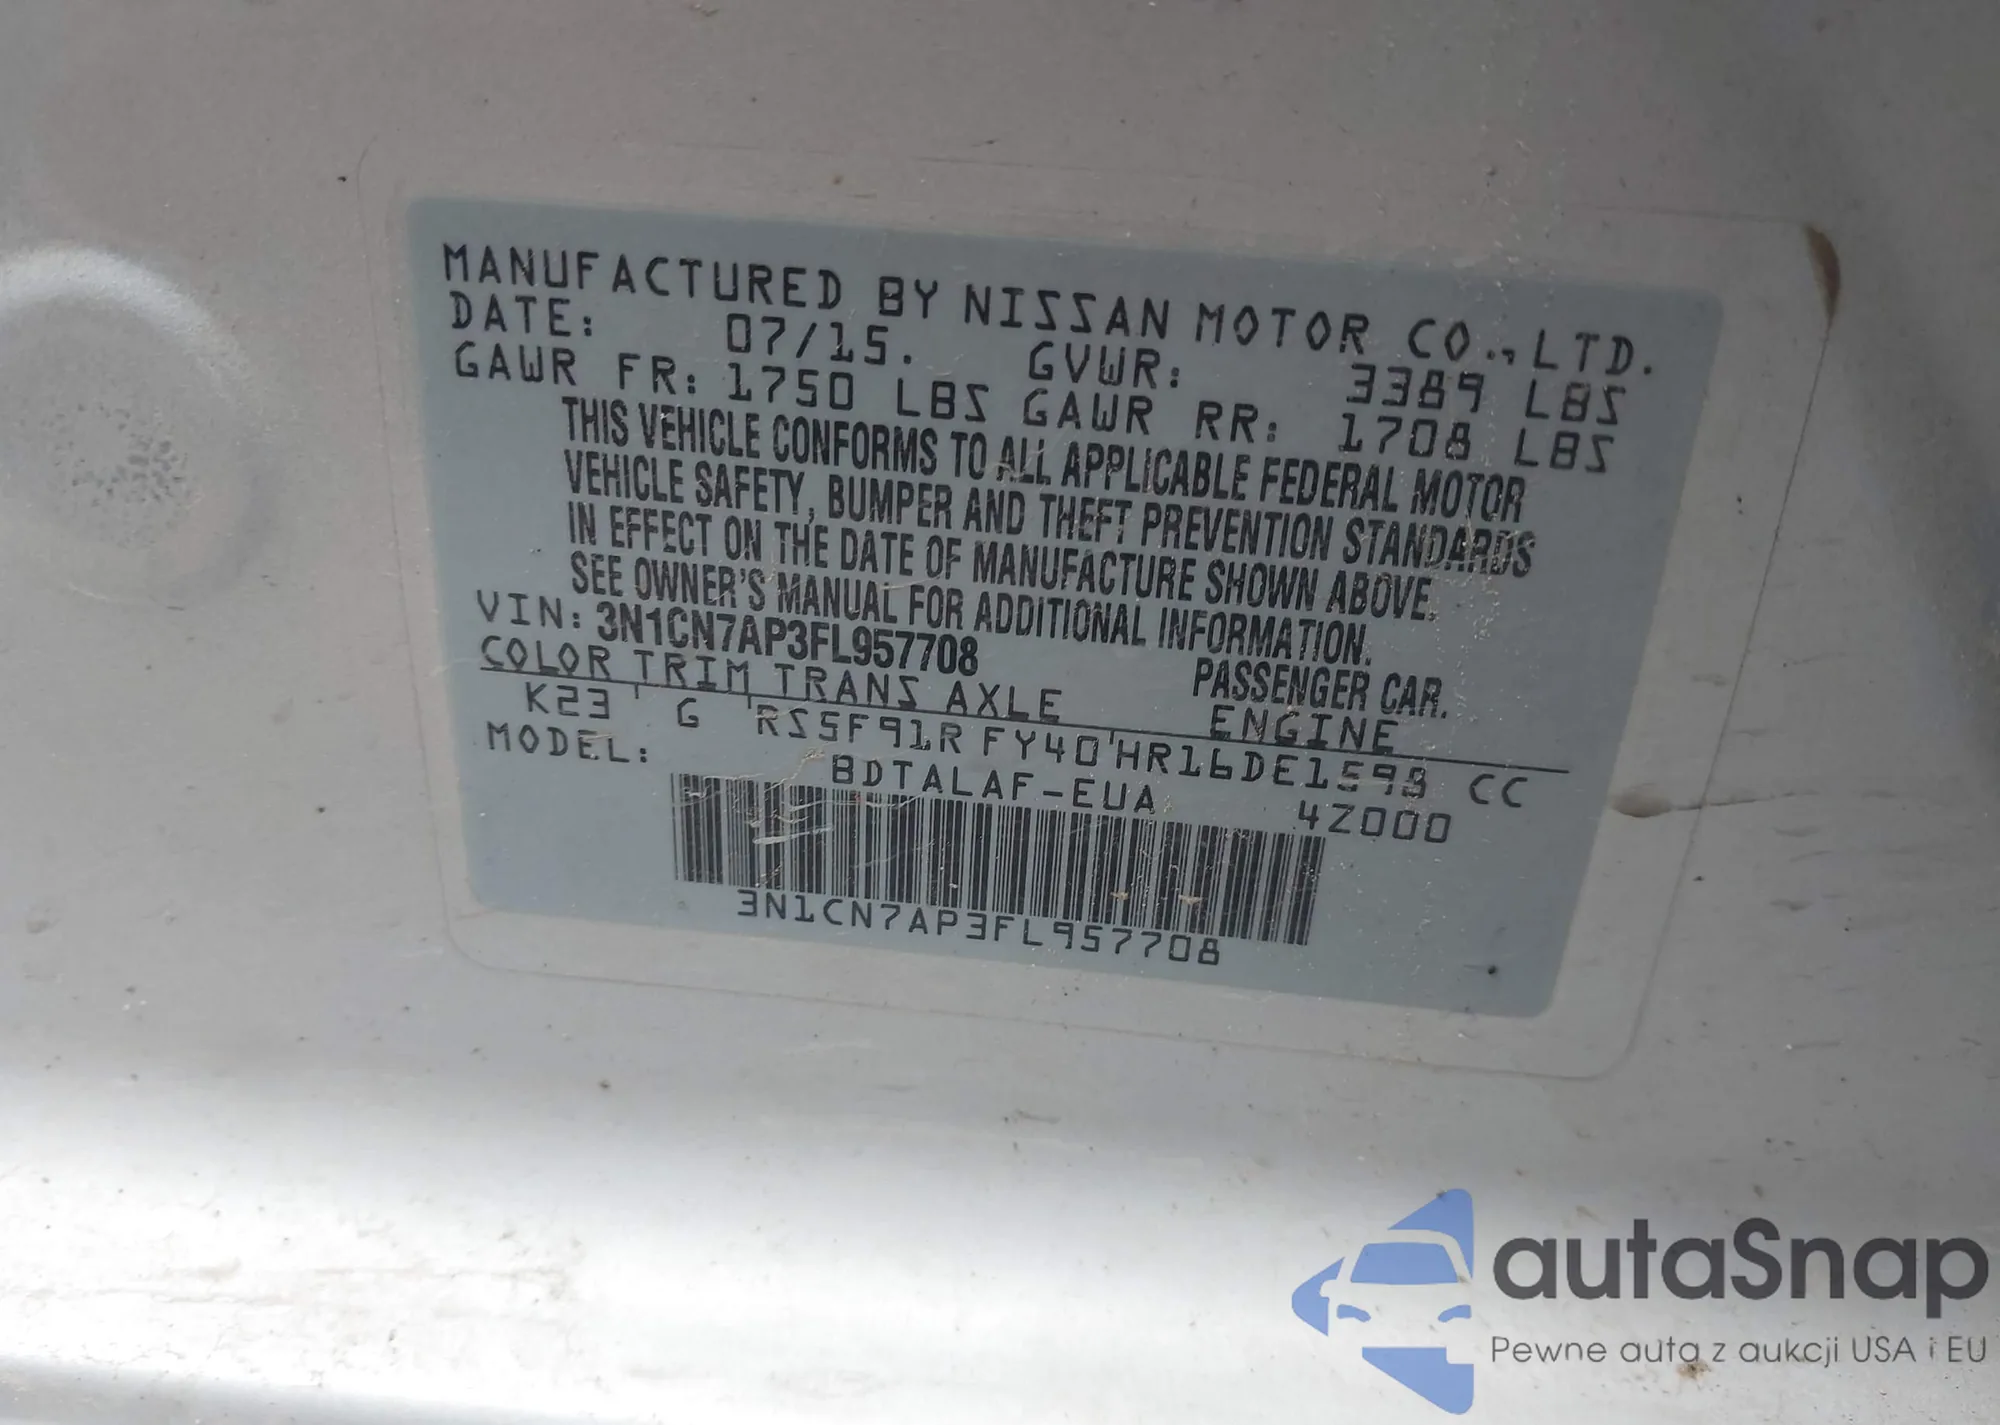 MANUFACTURED BY NISSAN MOTOR CO.,LTD.
DATE: 07/15. GVWR: 3389 LBS
GAWR FR: 1750 LBS GAWR RR: 1708 LBS
THIS VEHICLE CONFORMS TO ALL APPLICABLE FEDERAL MOTOR
VEHICLE SAFETY, BUMPER AND THEFT PREVENTION STANDARDS
IN EFFECT ON THE DATE OF MANUFACTURE SHOWN ABOVE.
SEE OWNER'S MANUAL FOR ADDITIONAL INFORMATION.
VIN: 3N1CN7AP3FL957708 PASSENGER CAR.
COLOR TRIM TRANS AXLE ENGINE
K23 G RS5F91R FY40 HR16DE1598 CC
MODEL: BDTALAF-EUA 4Z000
3N1CN7AP3FL957708
autaSnap
Pewne auta z aukcji USA i EU